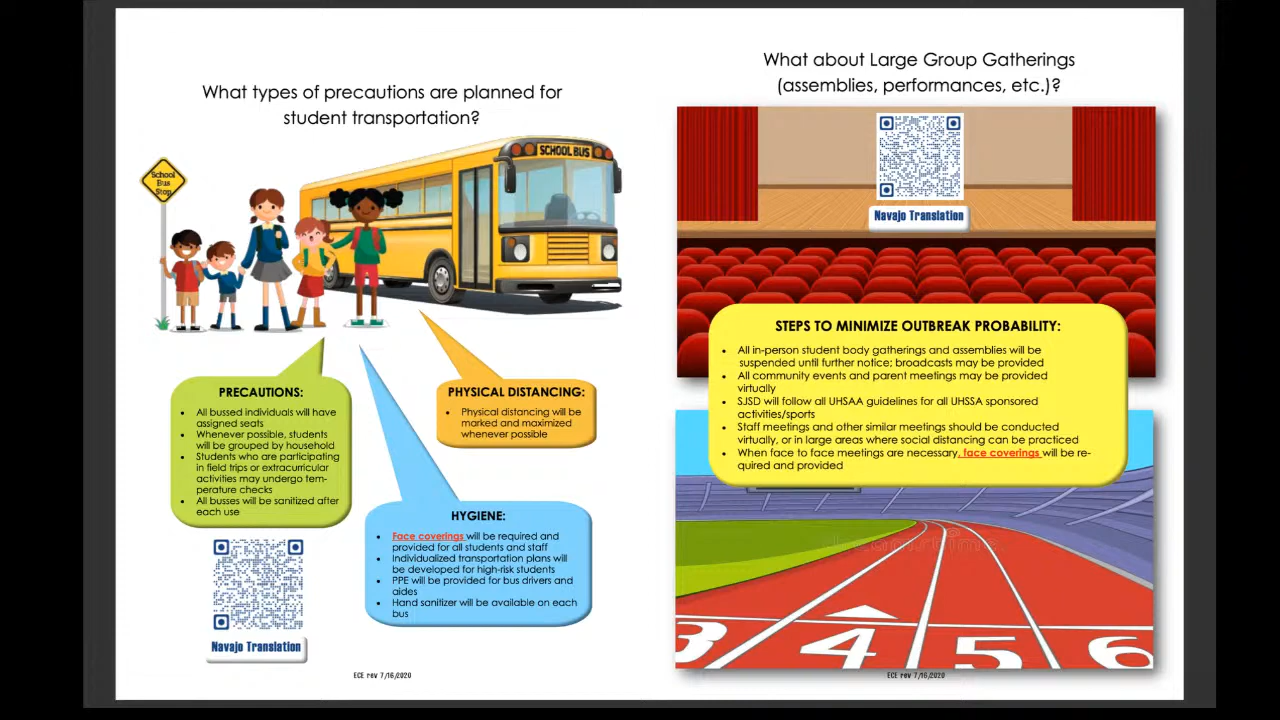 What types of precautions are planned for
student transportation?
School
Bus
Stop
SCHOOL BUS
PRECAUTIONS:
• All bussed individuals will have
assigned seats
• Whenever possible, students
will be grouped by household
• Students who are participating
in field trips or extracurricular
activities may undergo tem-
perature checks
• All busses will be sanitized after
each use
PHYSICAL DISTANCING:
• Physical distancing will be
marked and maximized
whenever possible
HYGIENE:
• Face coverings will be required and
provided for all students and staff
• Individualized transportation plans will
be developed for high-risk students
• PPE will be provided for bus drivers and
aides
• Hand sanitizer will be available on each
bus
Navajo Translation
ECE rev 7/16/2020
What about Large Group Gatherings
(assemblies, performances, etc.)?
Navajo Translation
STEPS TO MINIMIZE OUTBREAK PROBABILITY:
• All in-person student body gatherings and assemblies will be
suspended until further notice; broadcasts may be provided
• All community events and parent meetings may be provided
virtually
• SJSD will follow all UHSAA guidelines for all UHSSA sponsored
activities/sports
• Staff meetings and other similar meetings should be conducted
virtually, or in large areas where social distancing can be practiced
• When face to face meetings are necessary, face coverings will be re-
quired and provided
3 4 5 6
ECE rev 7/16/2020